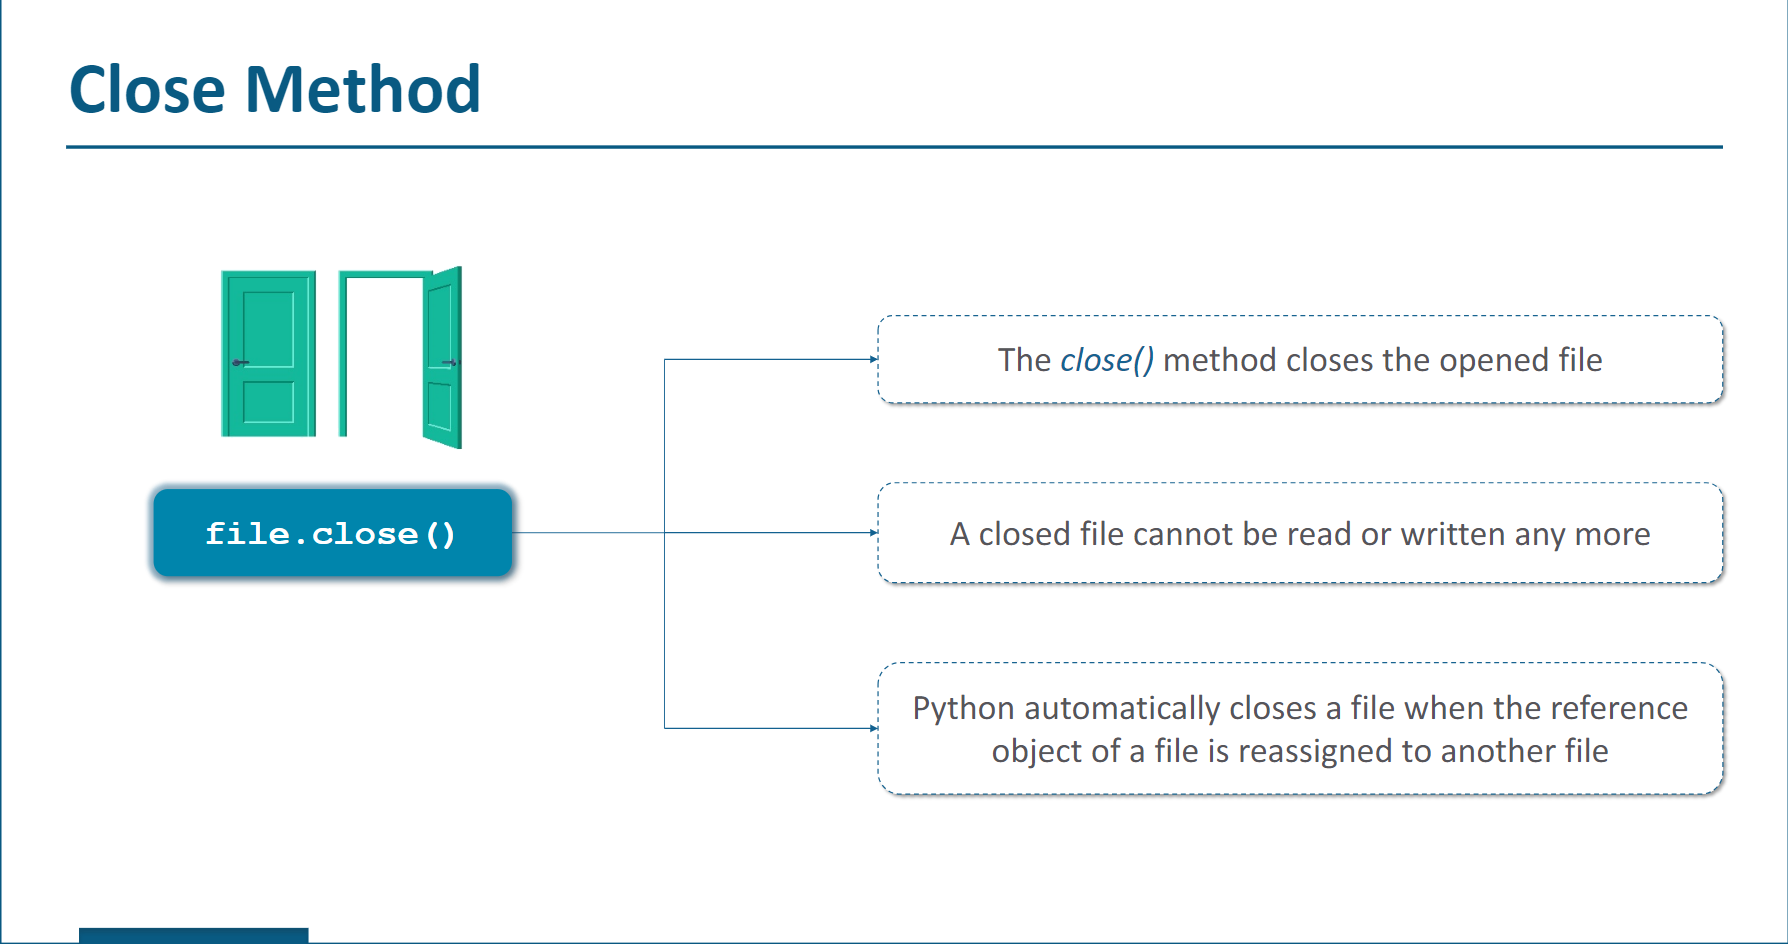 Close Method
file.close()
The close() method closes the opened file
A closed file cannot be read or written any more
Python automatically closes a file when the reference
object of a file is reassigned to another file